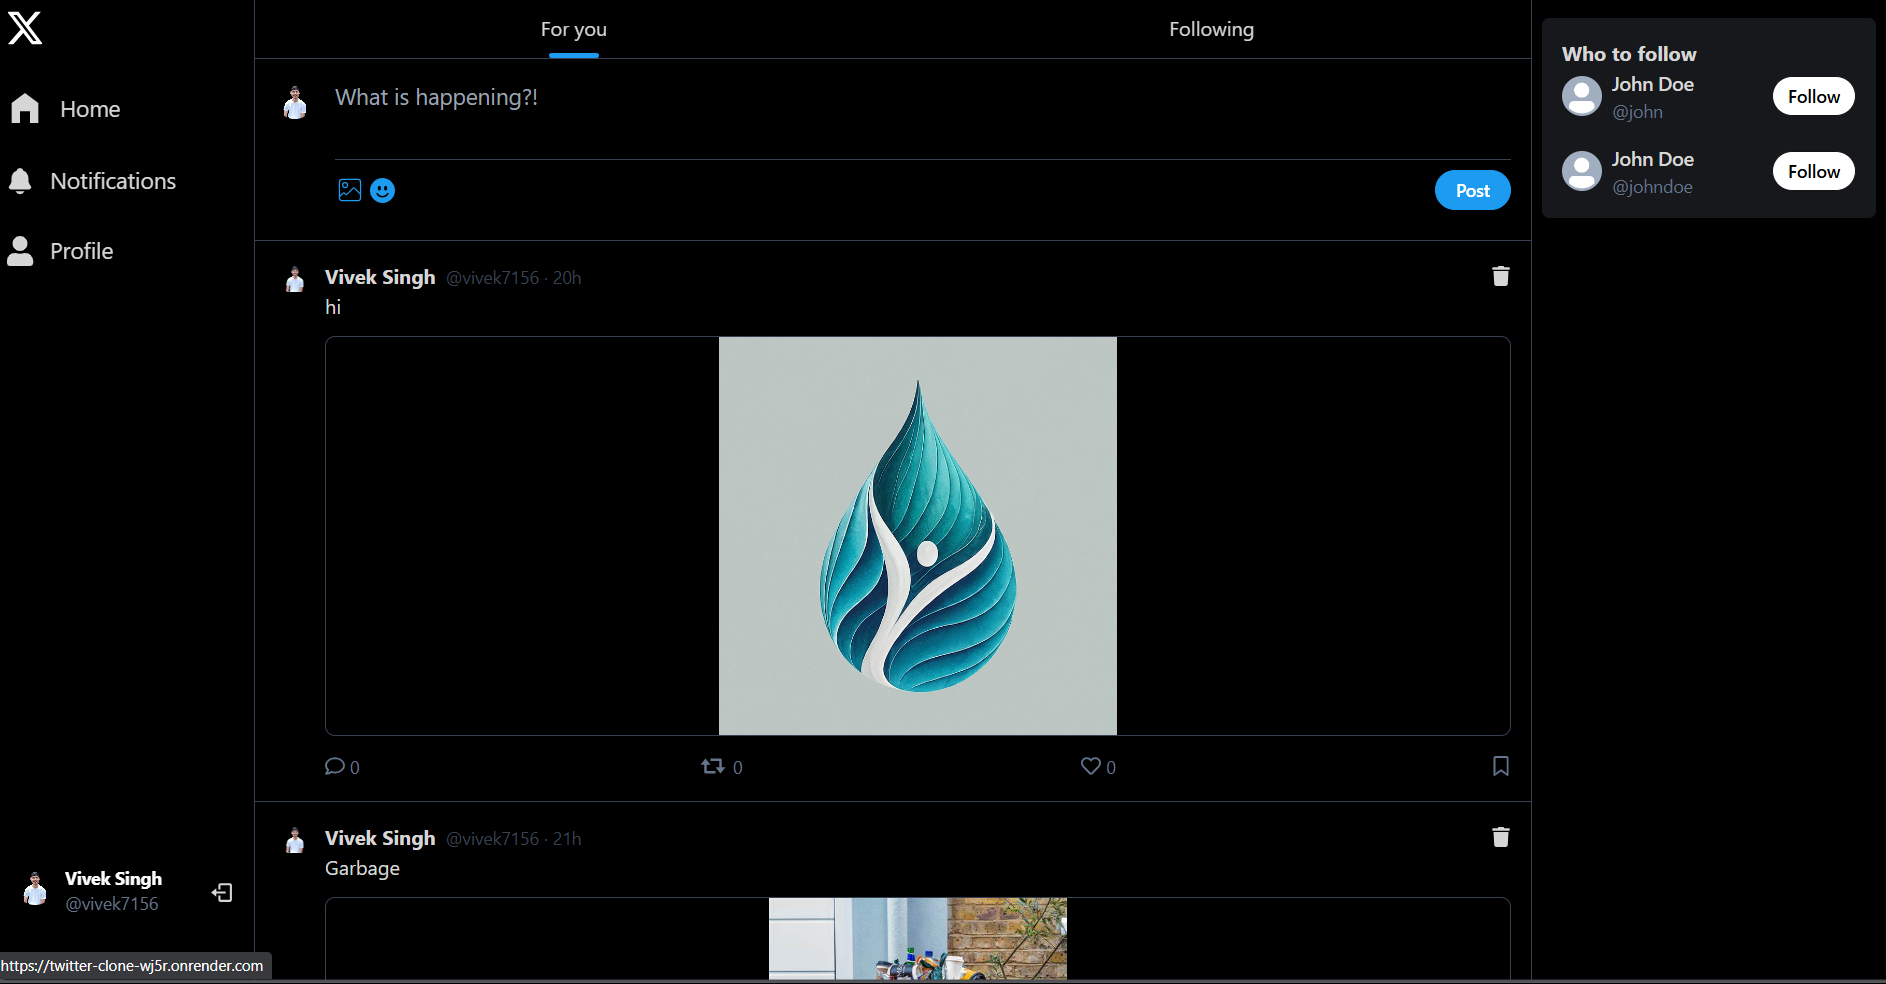 Home
Notifications
Profile
Vivek Singh
@vivek7156
https://twitter-clone-wj5r.onrender.com
For you
Following
What is happening?!
Post
Vivek Singh @vivek7156 · 20h
hi
0
0
0
Vivek Singh @vivek7156 · 21h
Garbage
Who to follow
John Doe
@john
Follow
John Doe
@johndoe
Follow